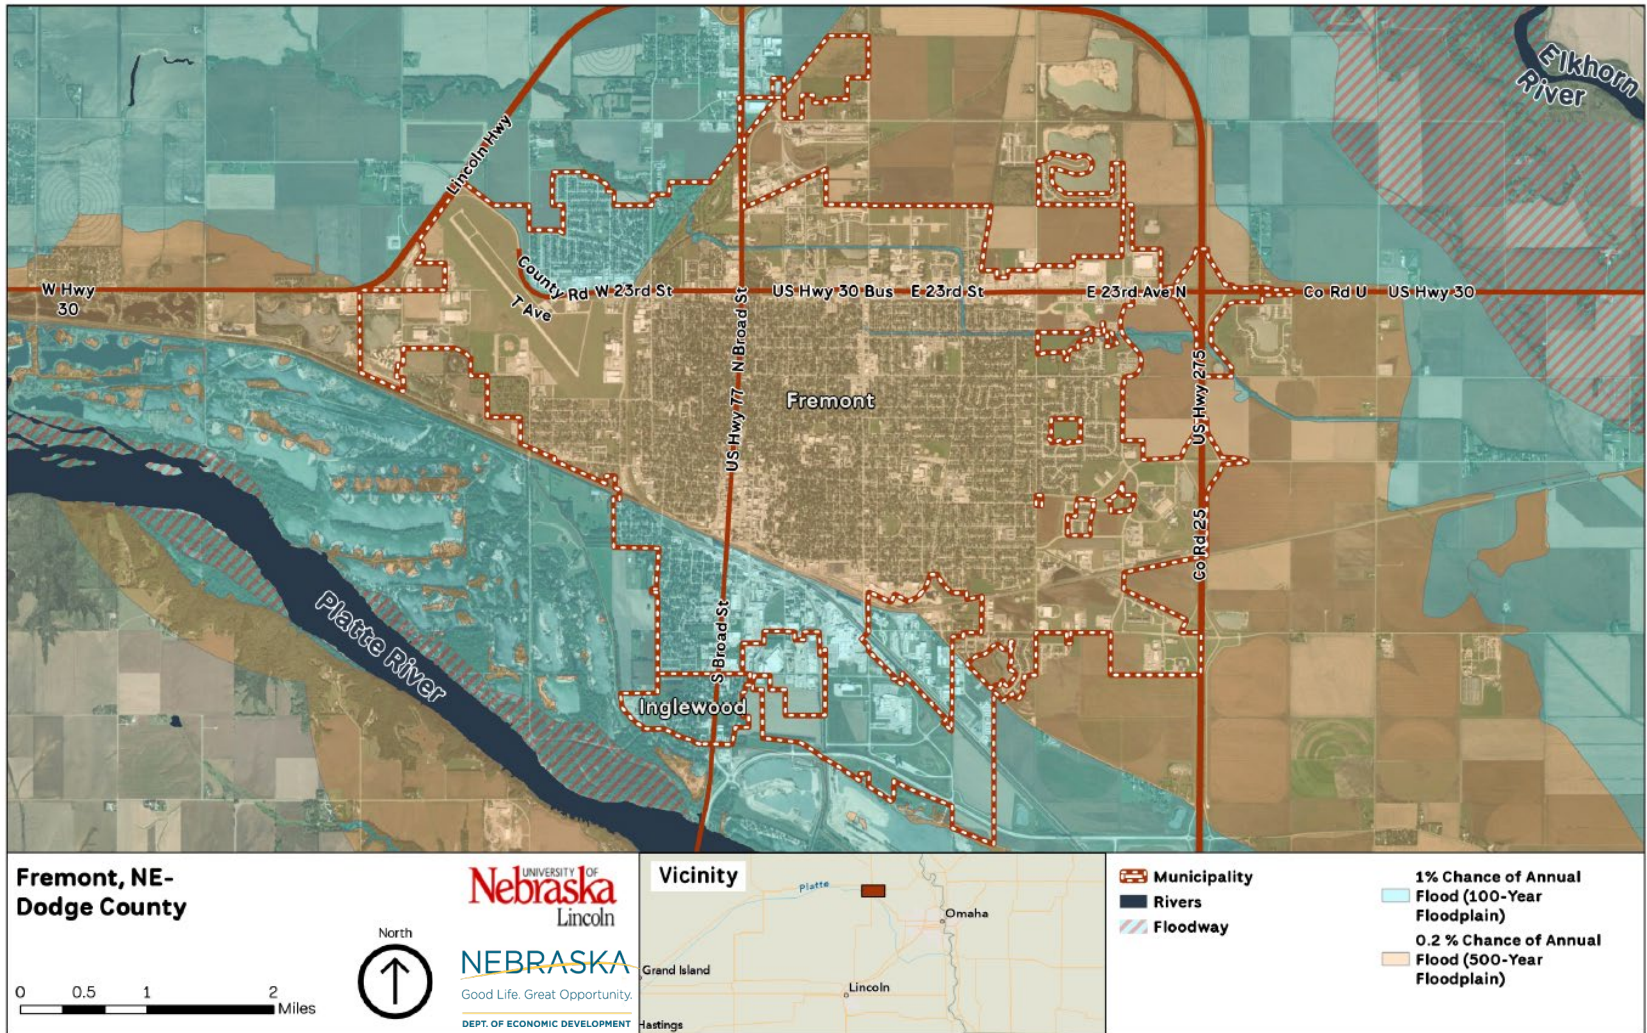 Elkhorn
River
Lincoln Hwy
W Hwy
30
County Rd
T Ave
W 23rd St
US Hwy 30 Bus
E 23rd St
E 23rd Ave N
Co Rd U
US Hwy 30
US Hwy 77
N Broad St
Fremont
US Hwy 275
Co Rd 25
Platte River
S Broad St
Inglewood
Fremont, NE-
Dodge County
0 0.5 1 2
Miles
North
UNIVERSITY OF
Nebraska
Lincoln
NEBRASKA
Good Life. Great Opportunity.
DEPT. OF ECONOMIC DEVELOPMENT
Vicinity
Platte
Omaha
Grand Island
Lincoln
Hastings
Municipality
Rivers
Floodway
1% Chance of Annual
Flood (100-Year
Floodplain)
0.2 % Chance of Annual
Flood (500-Year
Floodplain)